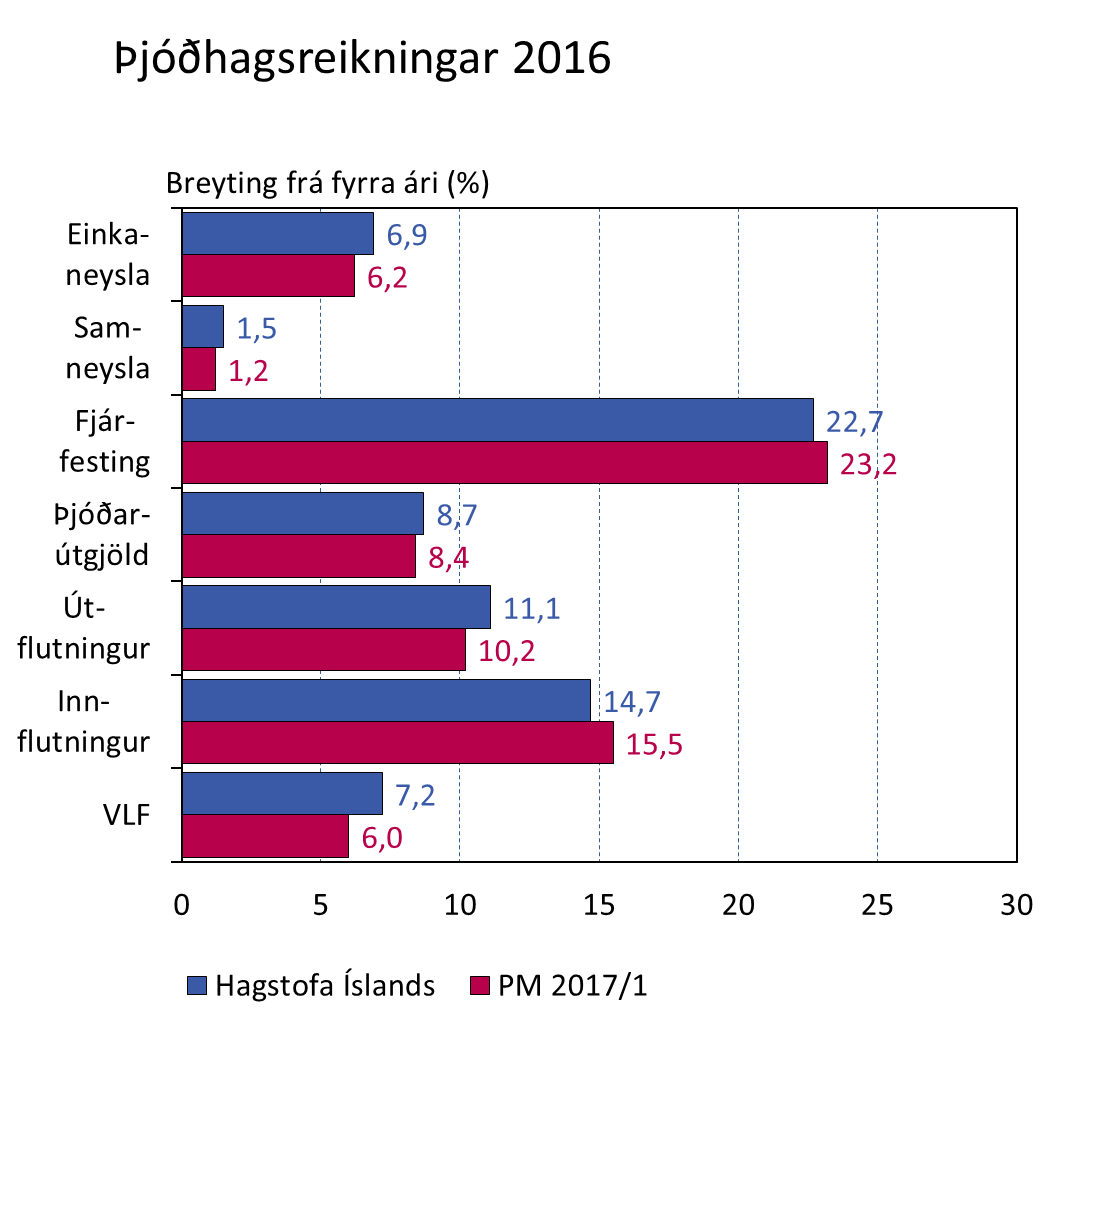 Þjóðhagsreikningar 2016
Breyting frá fyrra ári (%)
Einka-
neysla
6,9
6,2
Sam-
neysla
1,5
1,2
Fjár-
festing
22,7
23,2
Þjóðar-
útgjöld
8,7
8,4
Út-
flutningur
11,1
10,2
Inn-
flutningur
14,7
15,5
VLF
7,2
6,0
0 5 10 15 20 25 30
Hagstofa Íslands PM 2017/1